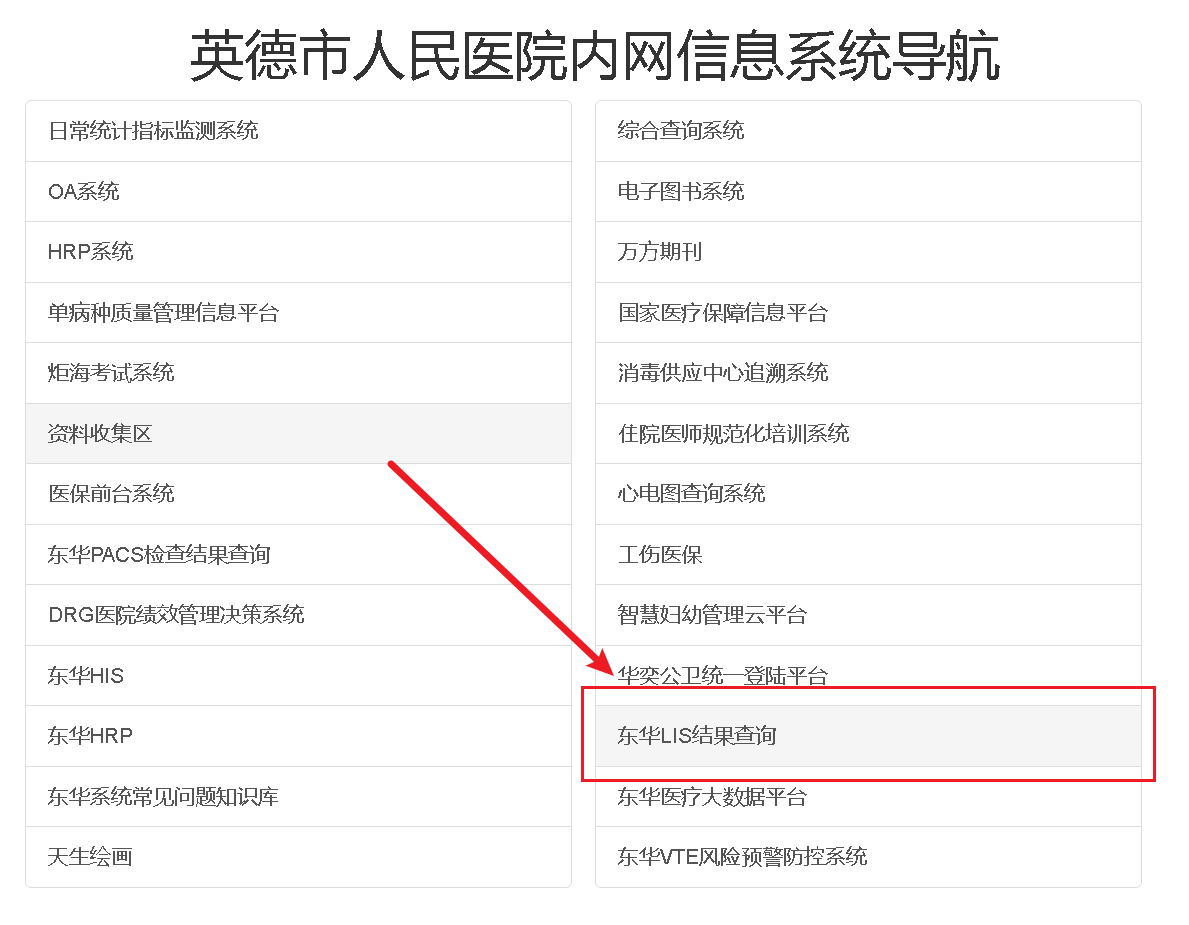 英德市人民医院内网信息系统导航
日常统计指标监测系统
OA系统
HRP系统
单病种质量管理信息平台
炬海考试系统
资料收集区
医保前台系统
东华PACS检查结果查询
DRG医院绩效管理决策系统
东华HIS
东华HRP
东华系统常见问题知识库
天生绘画
综合查询系统
电子图书系统
万方期刊
国家医疗保障信息平台
消毒供应中心追溯系统
住院医师规范化培训系统
心电图查询系统
工伤医保
智慧妇幼管理云平台
华奕公卫统一登陆平台
东华LIS结果查询
东华医疗大数据平台
东华VTE风险预警防控系统